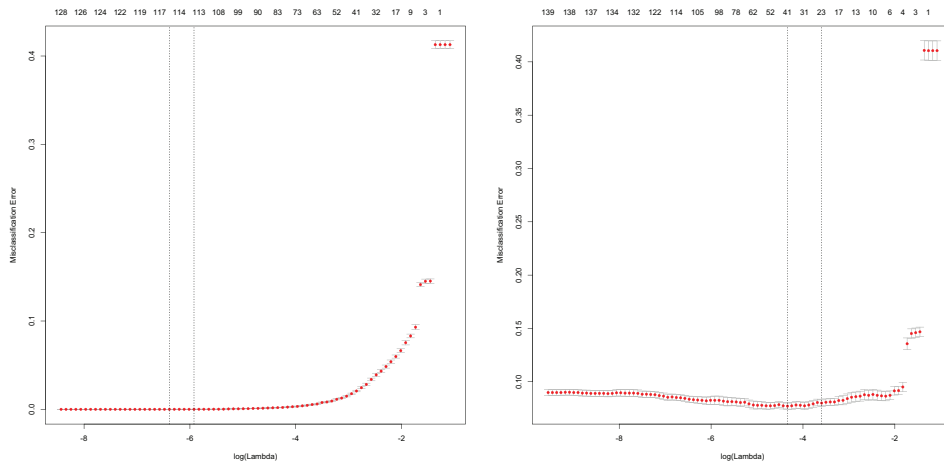 128 126 124 122 119 117 114 113 108 99 90 83 73 63 52 41 32 17 9 3 1
Misclassification Error
0.4
0.3
0.2
0.1
0.0
-8 -6 -4 -2
log(Lambda)
139 138 137 134 132 122 114 105 98 78 62 52 41 31 23 17 13 10 6 4 3 1
Misclassification Error
0.40
0.35
0.30
0.25
0.20
0.15
0.10
-8 -6 -4 -2
log(Lambda)